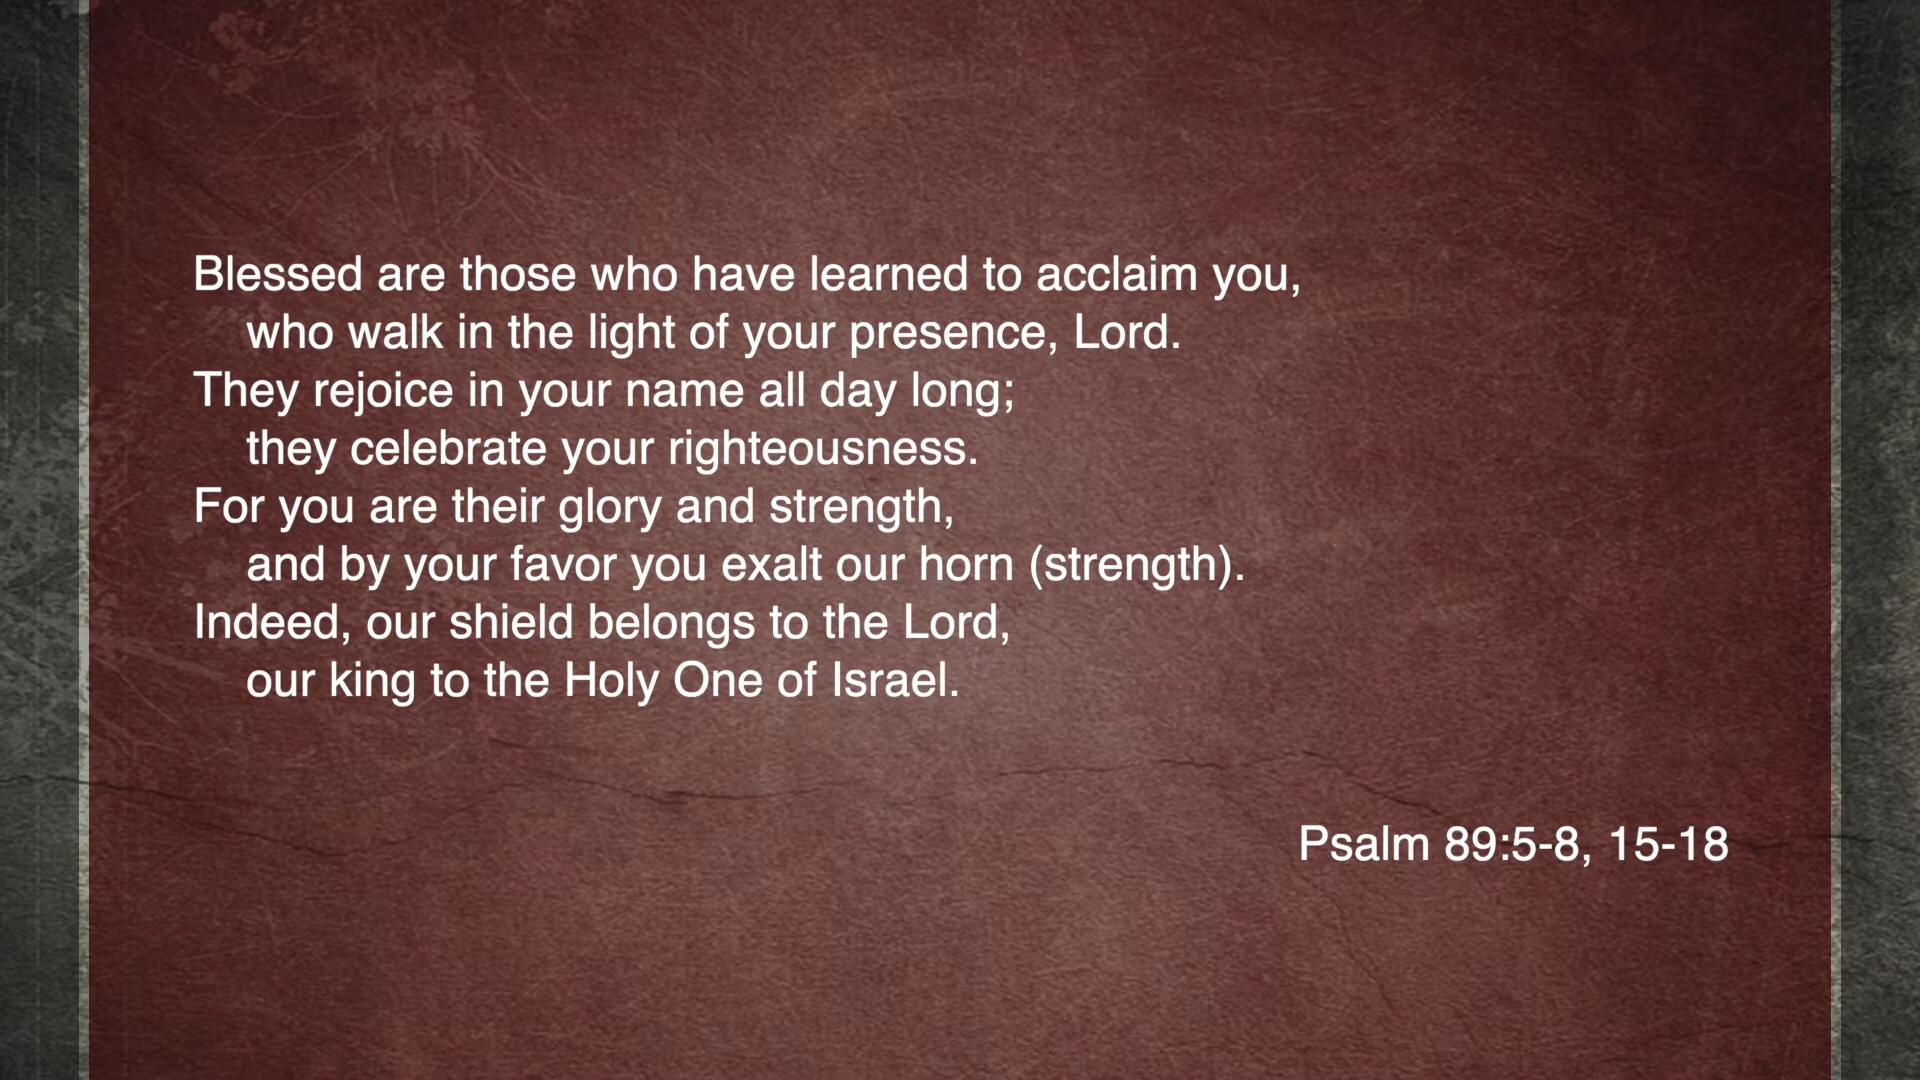 Blessed are those who have learned to acclaim you,
who walk in the light of your presence, Lord.
They rejoice in your name all day long;
they celebrate your righteousness.
For you are their glory and strength,
and by your favor you exalt our horn (strength).
Indeed, our shield belongs to the Lord,
our king to the Holy One of Israel.
Psalm 89:5-8, 15-18